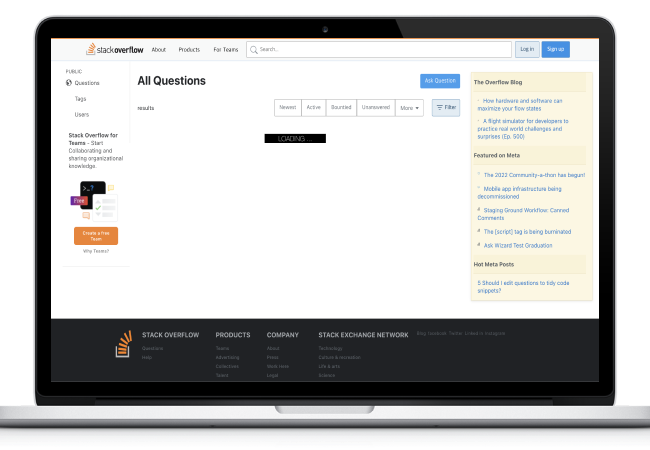 stackoverflow About Products For Teams Search.. Log in Sign up
PUBLIC
Questions
Tags
Users
Stack Overflow for
Teams - Start
Collaborating and
sharing organizational
knowledge.
>_?
Free
Create a free
Team
Why Teams?
All Questions
Ask Question
results
Newest Active Bountied Unanswered More Filter
LOADING ...
The Overflow Blog
How hardware and software can
maximize your flow states
A flight simulator for developers to
practice real world challenges and
surprises (Ep. 500)
Featured on Meta
The 2022 Community-a-thon has begun!
Mobile app infrastructure being
decommissioned
Staging Ground Workflow: Canned
Comments
The [script] tag is being burninated
Ask Wizard Test Graduation
Hot Meta Posts
5 Should I edit questions to tidy code
snippets?
STACK OVERFLOW
Questions
Help
PRODUCTS
Teams
Advertising
Collectives
Talent
COMPANY
About
Press
Work Here
Legal
STACK EXCHANGE NETWORK
Technology
Culture & recreation
Life & arts
Science
Blog Facebook Twitter LinkedIn Instagram